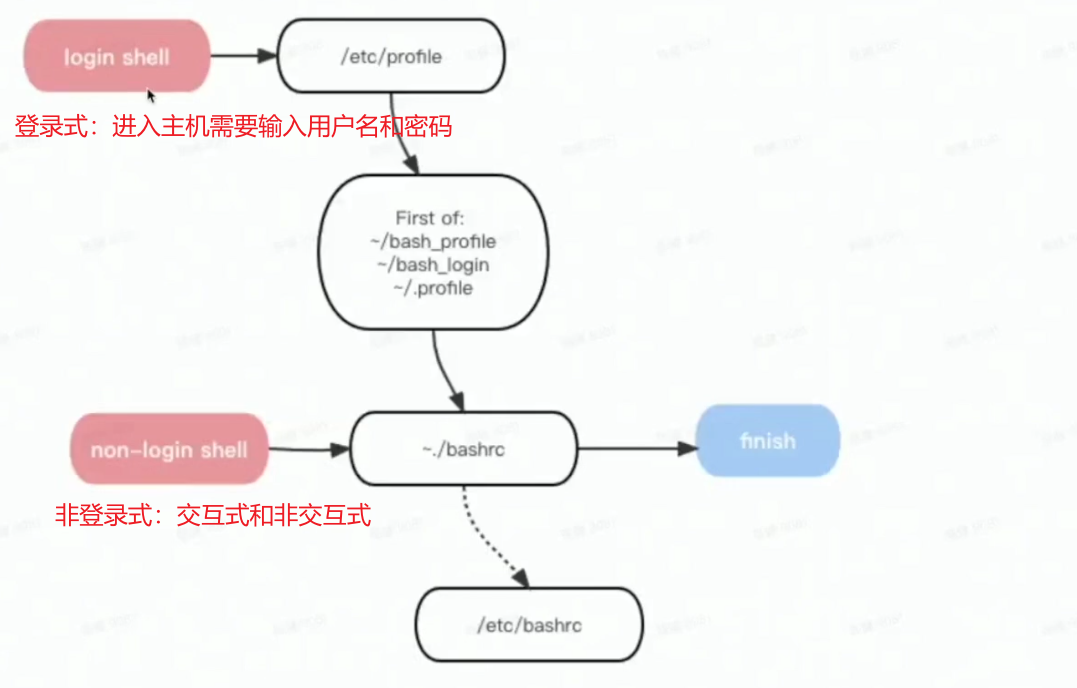 login shell
/etc/profile
登录式：进入主机需要输入用户名和密码
First of:
~/bash_profile
~/bash_login
~/.profile
non-login shell
~./bashrc
finish
非登录式：交互式和非交互式
/etc/bashrc